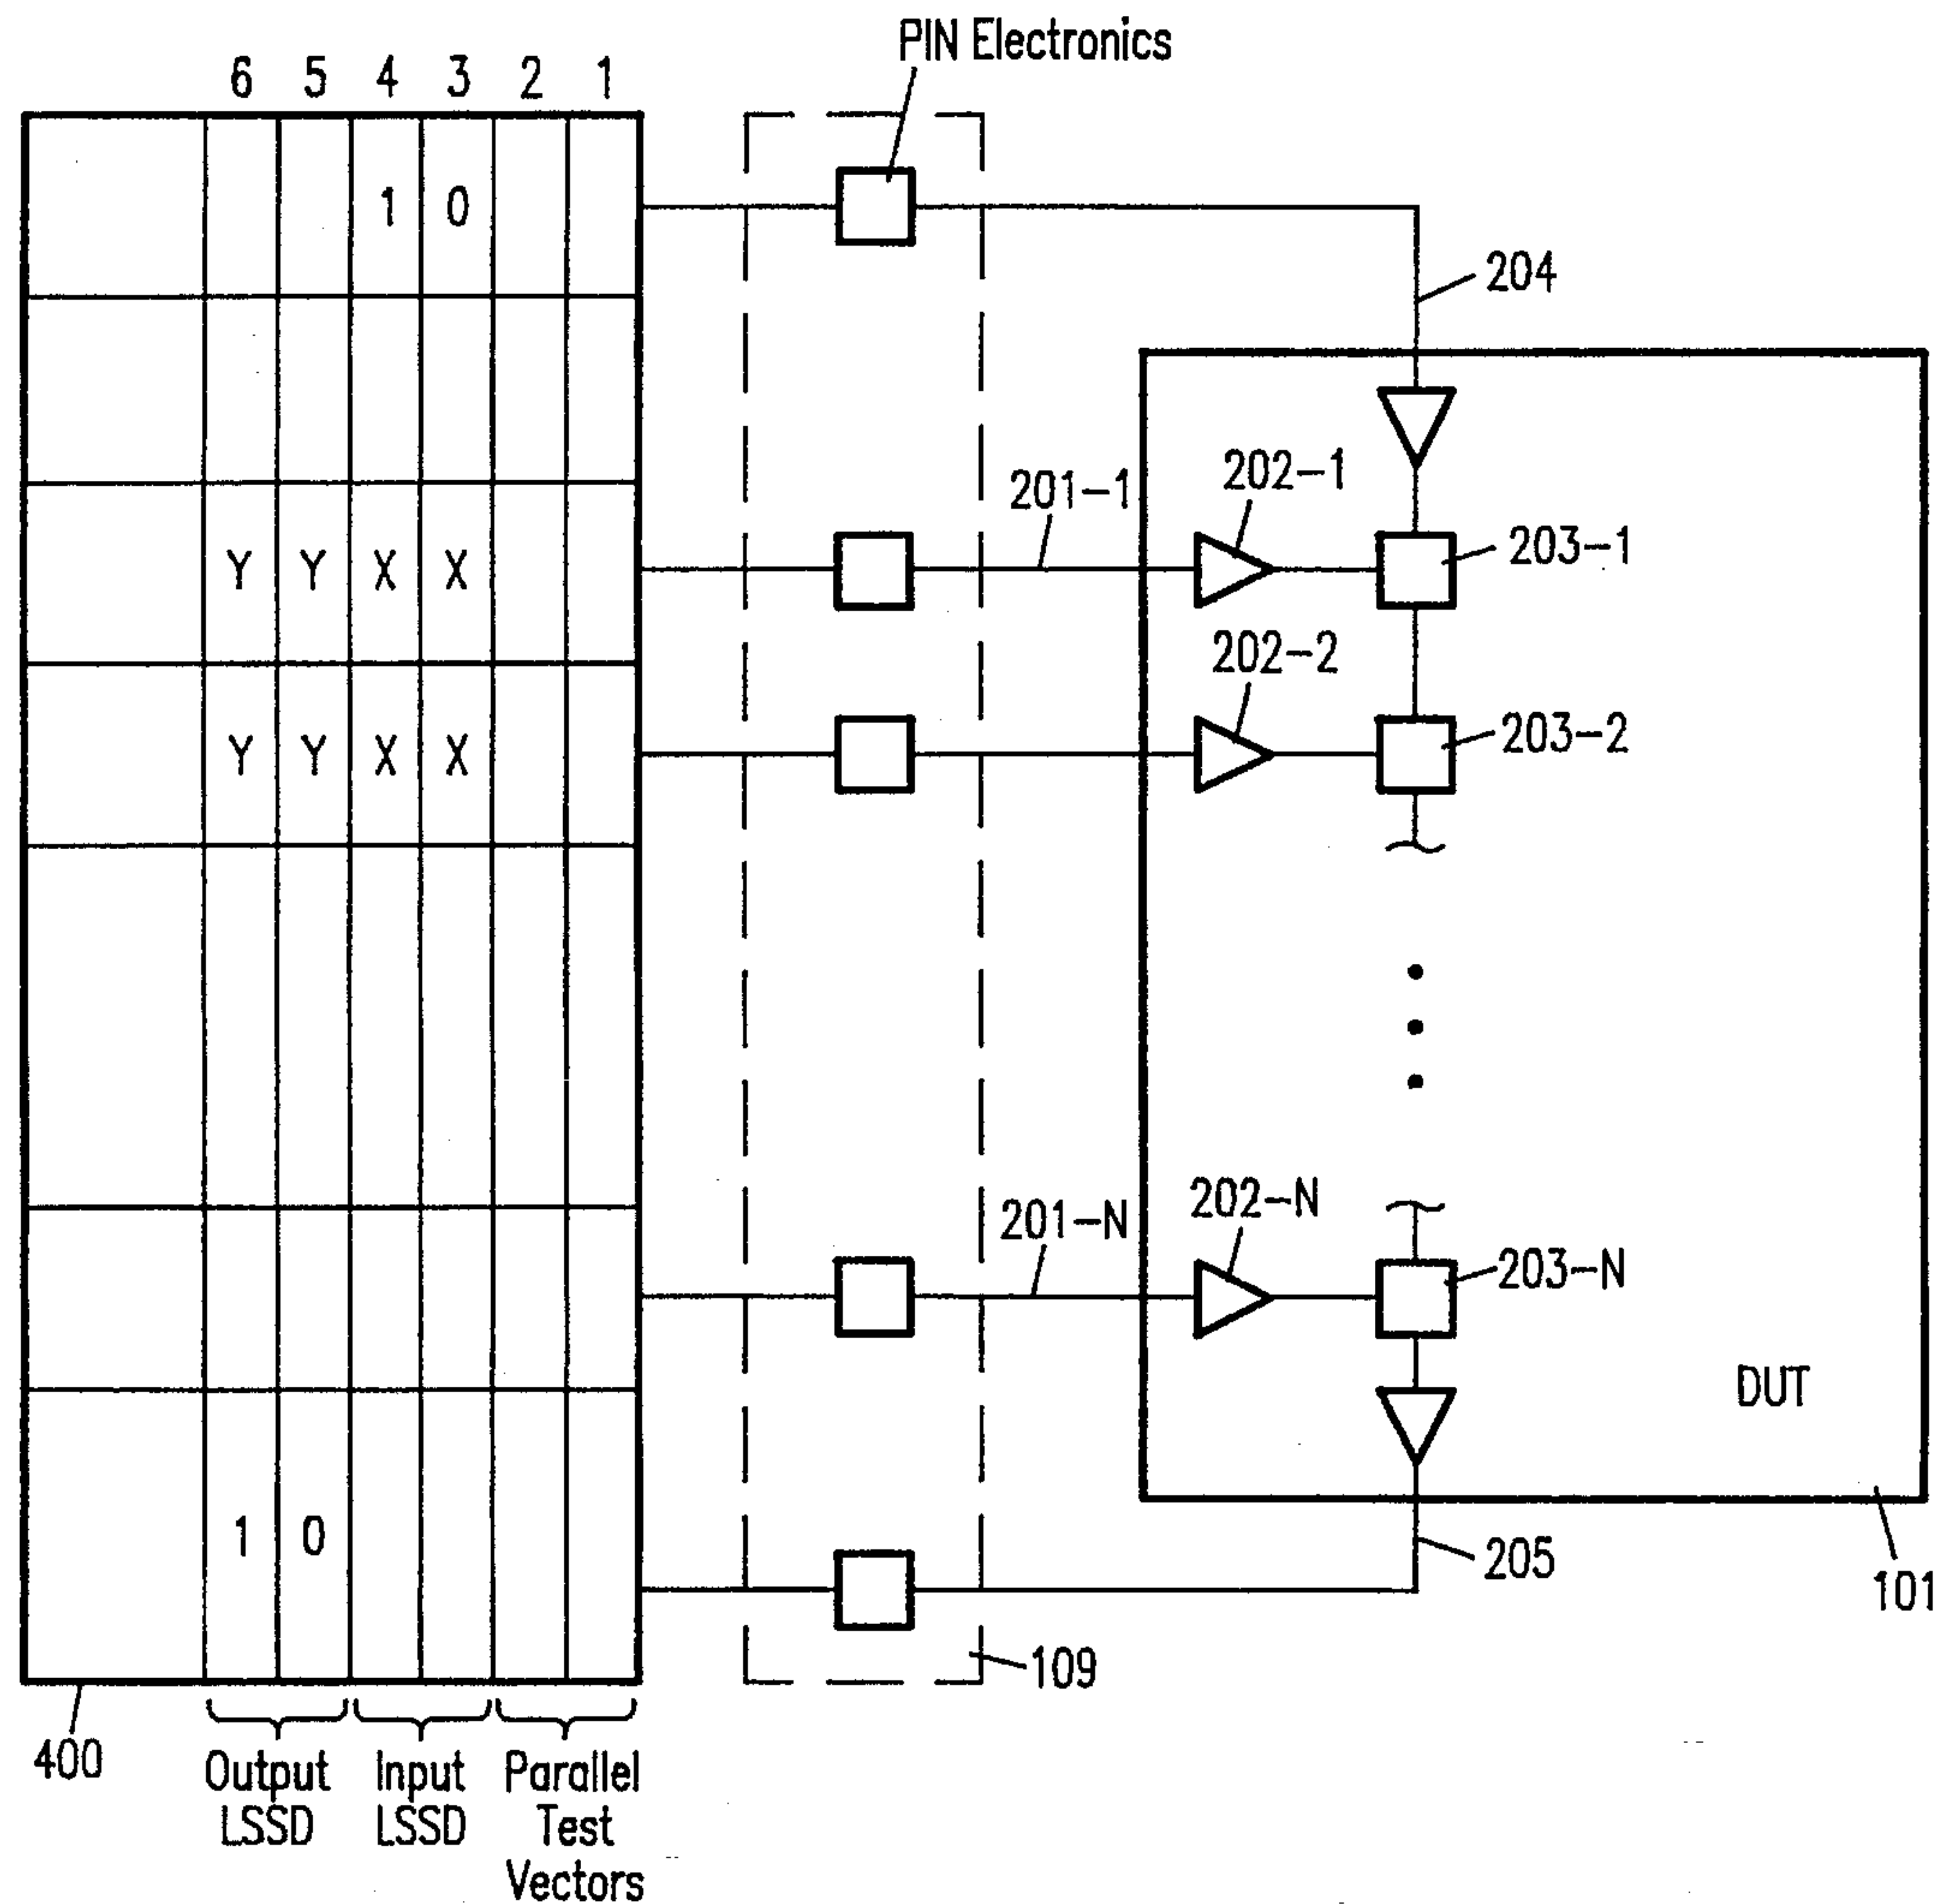 PIN Electronics
6 5 4 3 2 1
1 0
204
202-1
201-1
203-1
Y Y X X
202-2
203-2
Y Y X X
202-N
201-N
203-N
DUT
1 0
205
101
109
400
Output
LSSD
Input
LSSD
Parallel
Test
Vectors